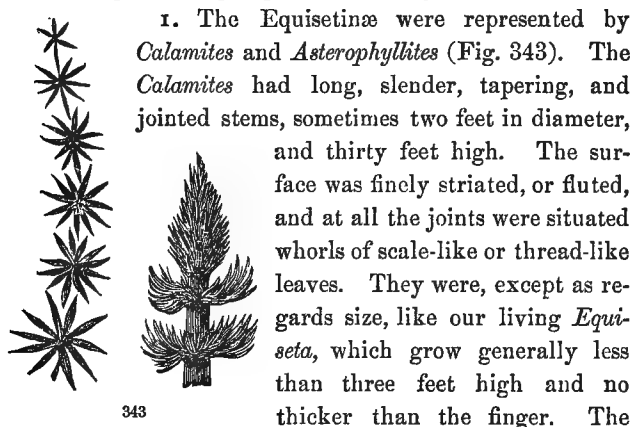 1. The Equisetinæ were represented by
Calamites and Asterophyllites (Fig. 343). The
Calamites had long, slender, tapering, and
jointed stems, sometimes two feet in diameter,
and thirty feet high. The sur-
face was finely striated, or fluted,
and at all the joints were situated
whorls of scale-like or thread-like
leaves. They were, except as re-
gards size, like our living Equi-
seta, which grow generally less
than three feet high and no
thicker than the finger. The
343